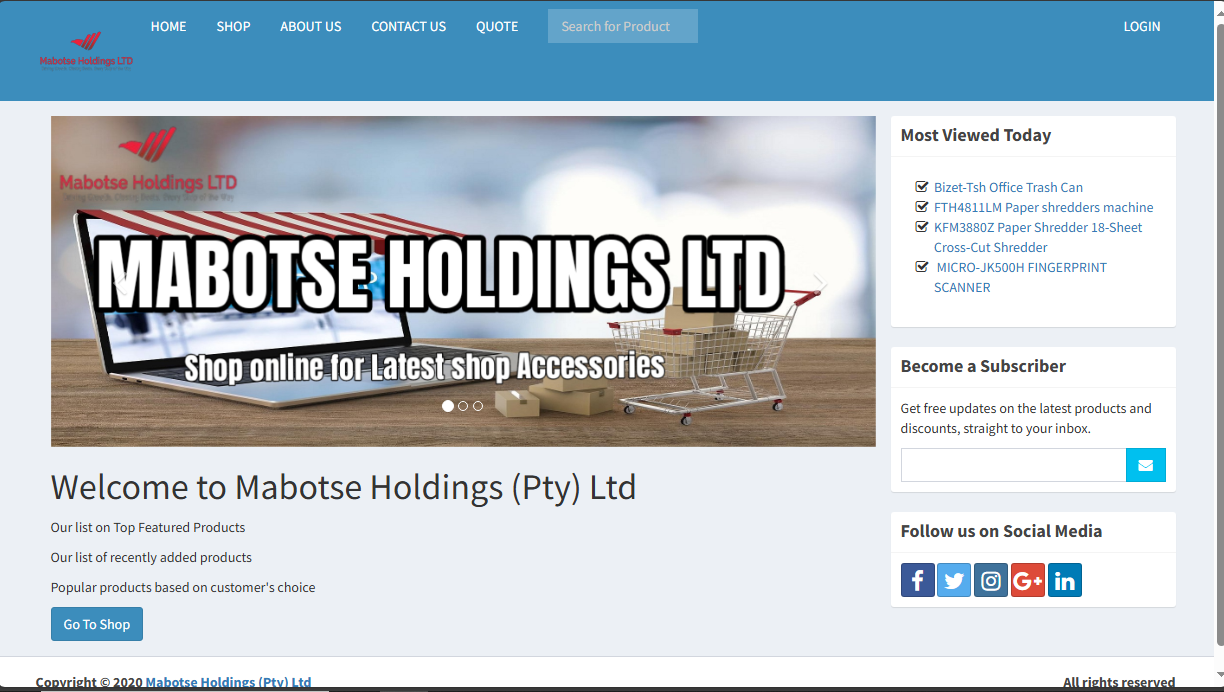 HOME SHOP ABOUT US CONTACT US QUOTE Search for Product LOGIN
Mabotse Holdings LTD
Mabotse Holdings LTD
MABOTSE HOLDINGS LTD
Shop online for Latest shop Accessories
Welcome to Mabotse Holdings (Pty) Ltd
Our list on Top Featured Products
Our list of recently added products
Popular products based on customer's choice
Go To Shop
Most Viewed Today
Bizet-Tsh Office Trash Can
FTH4811LM Paper shredders machine
KFM3880Z Paper Shredder 18-Sheet
Cross-Cut Shredder
MICRO-JK500H FINGERPRINT
SCANNER
Become a Subscriber
Get free updates on the latest products and
discounts, straight to your inbox.
Follow us on Social Media
Copyright © 2020 Mabotse Holdings (Pty) Ltd All rights reserved